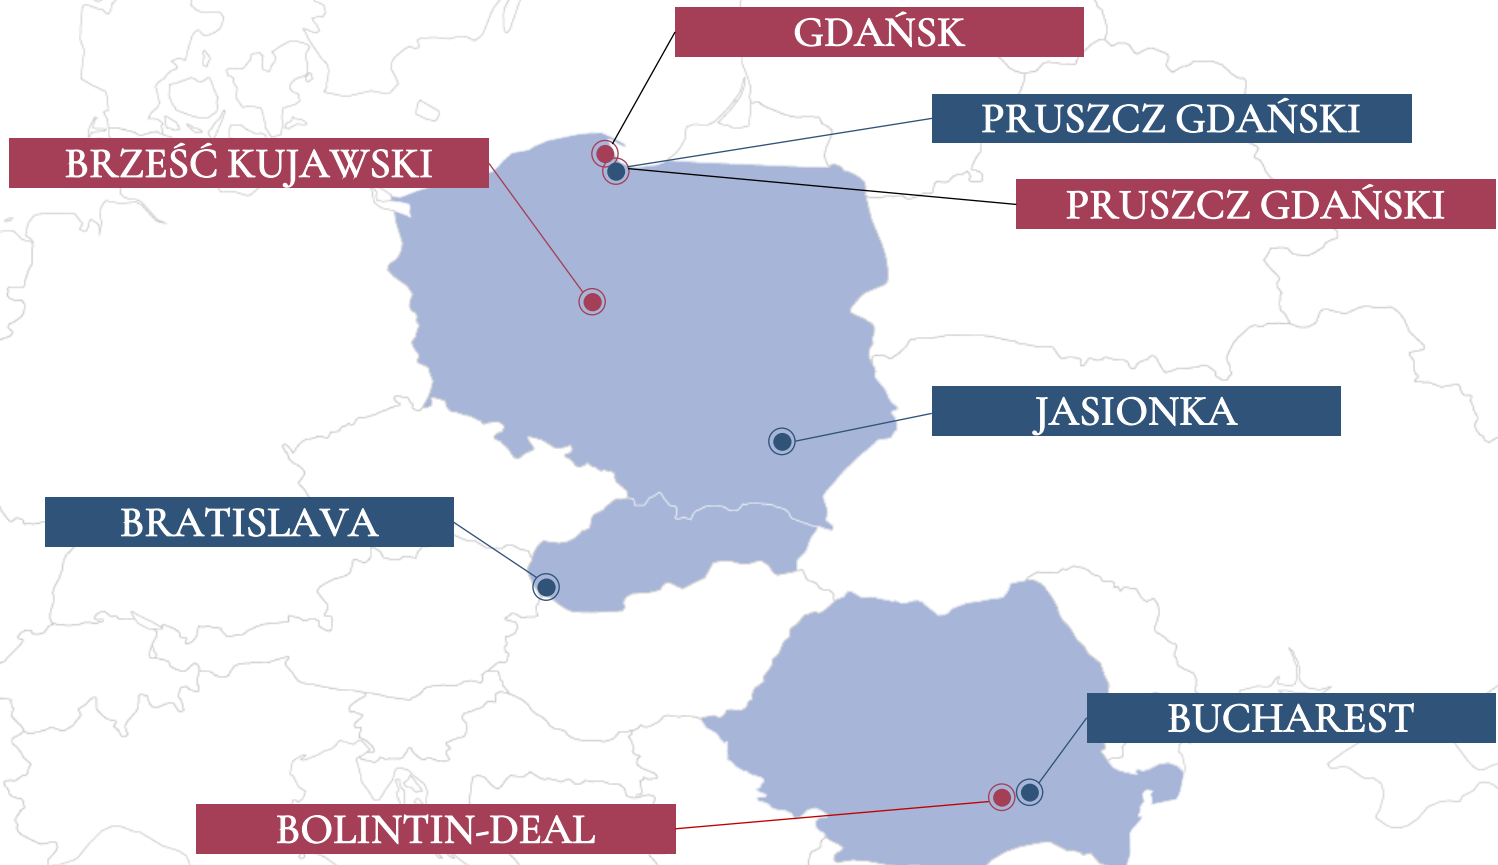 GDAŃSK
PRUSZCZ GDAŃSKI
BRZEŚĆ KUJAWSKI
PRUSZCZ GDAŃSKI
JASIONKA
BRATISLAVA
BUCHAREST
BOLINTIN-DEAL